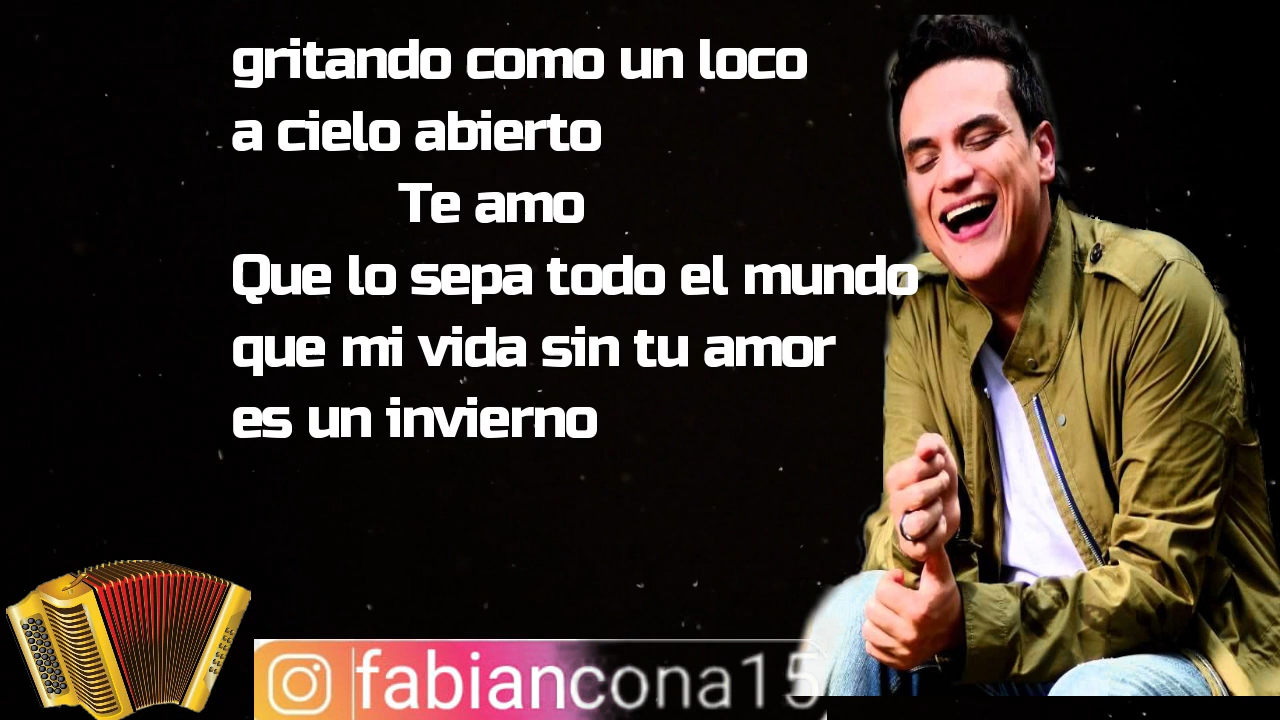 gritando como un loco
a cielo abierto
Te amo
Que lo sepa todo el mundo
que mi vida sin tu amor
es un invierno
fabiancona15